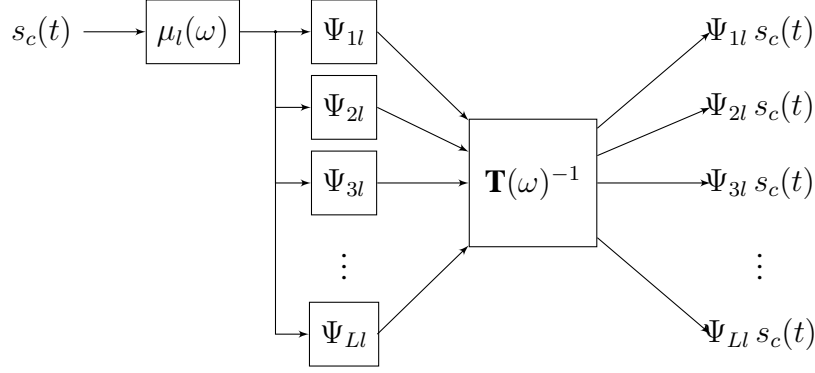 s_c(t) μ_l(ω) Ψ_{1l} Ψ_{1l} s_c(t)
Ψ_{2l} Ψ_{2l} s_c(t)
Ψ_{3l} T(ω)^{-1} Ψ_{3l} s_c(t)
⋮ ⋮
Ψ_{Ll} Ψ_{Ll} s_c(t)